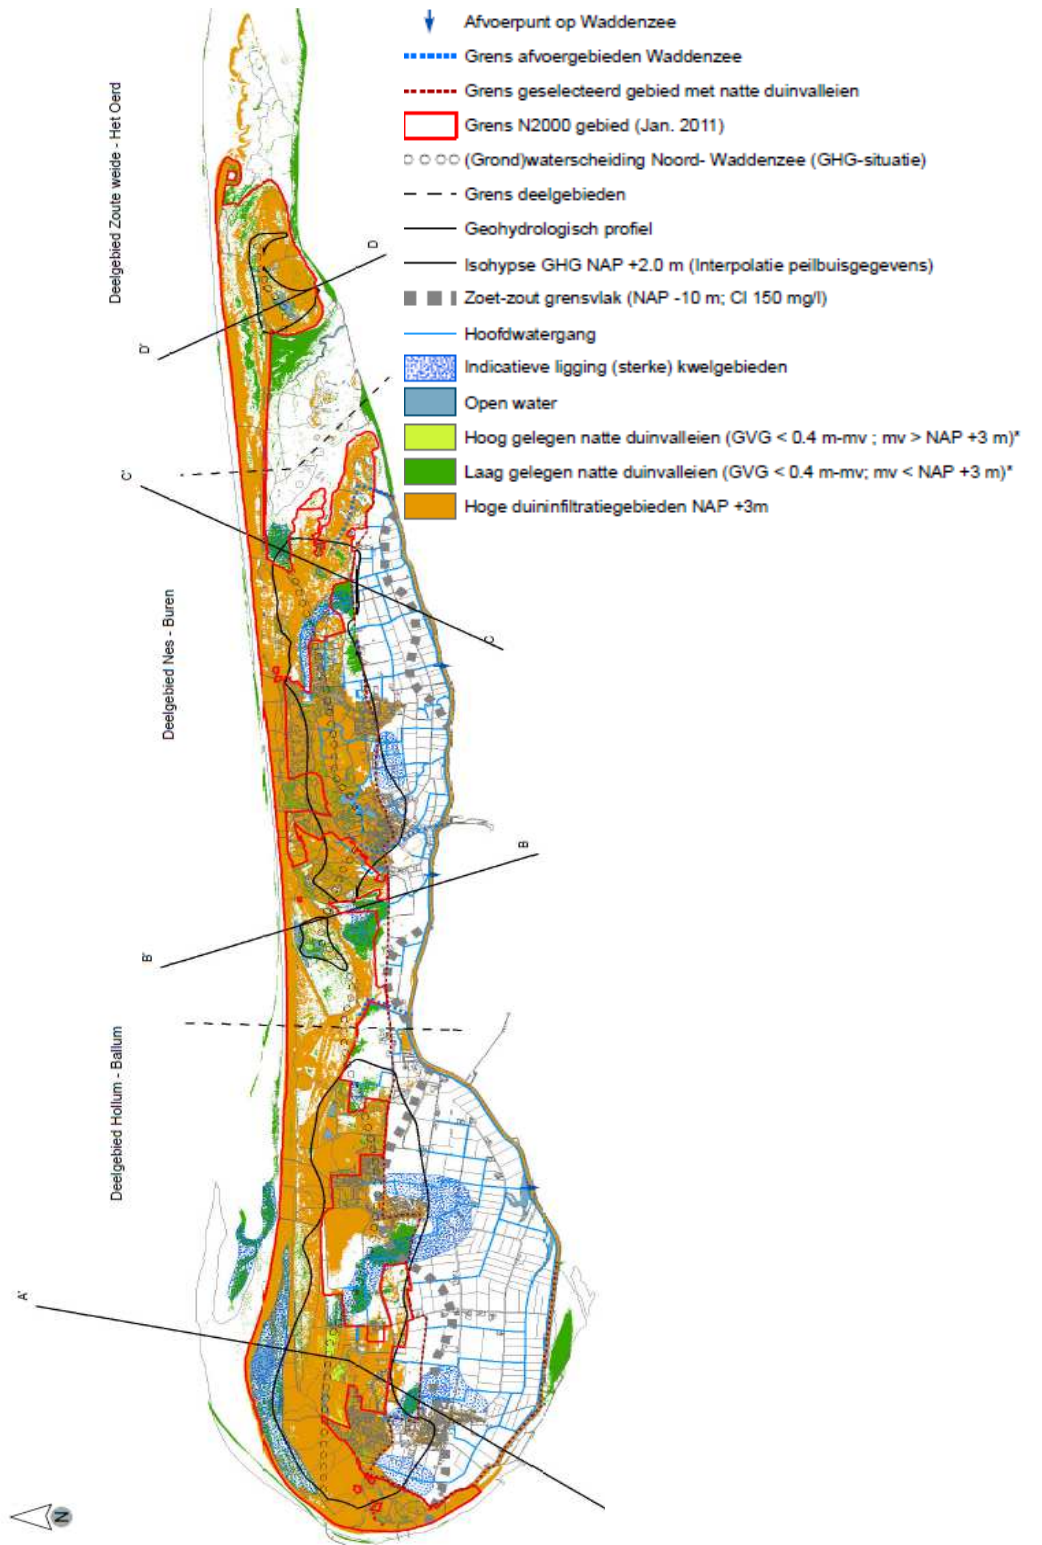 Afvoerpunt op Waddenzee
Grens afvoergebieden Waddenzee
Grens geselecteerd gebied met natte duinvalleien
Grens N2000 gebied (Jan. 2011)
(Grond)waterscheiding Noord- Waddenzee (GHG-situatie)
Grens deelgebieden
Geohydrologisch profiel
Isohypse GHG NAP +2.0 m (Interpolatie peilbuisgegevens)
Zoet-zout grensvlak (NAP -10 m; Cl 150 mg/l)
Hoofdwatergang
Indicatieve ligging (sterke) kwelgebieden
Open water
Hoog gelegen natte duinvalleien (GVG < 0.4 m-mv ; mv > NAP +3 m)*
Laag gelegen natte duinvalleien (GVG < 0.4 m-mv; mv < NAP +3 m)*
Hoge duininfiltratiegebieden NAP +3m
Deelgebied Zoute weide - Het Oerd
D
D'
C'
Deelgebied Nes - Buren
C
B
B'
Deelgebied Hollum - Ballum
A'
N